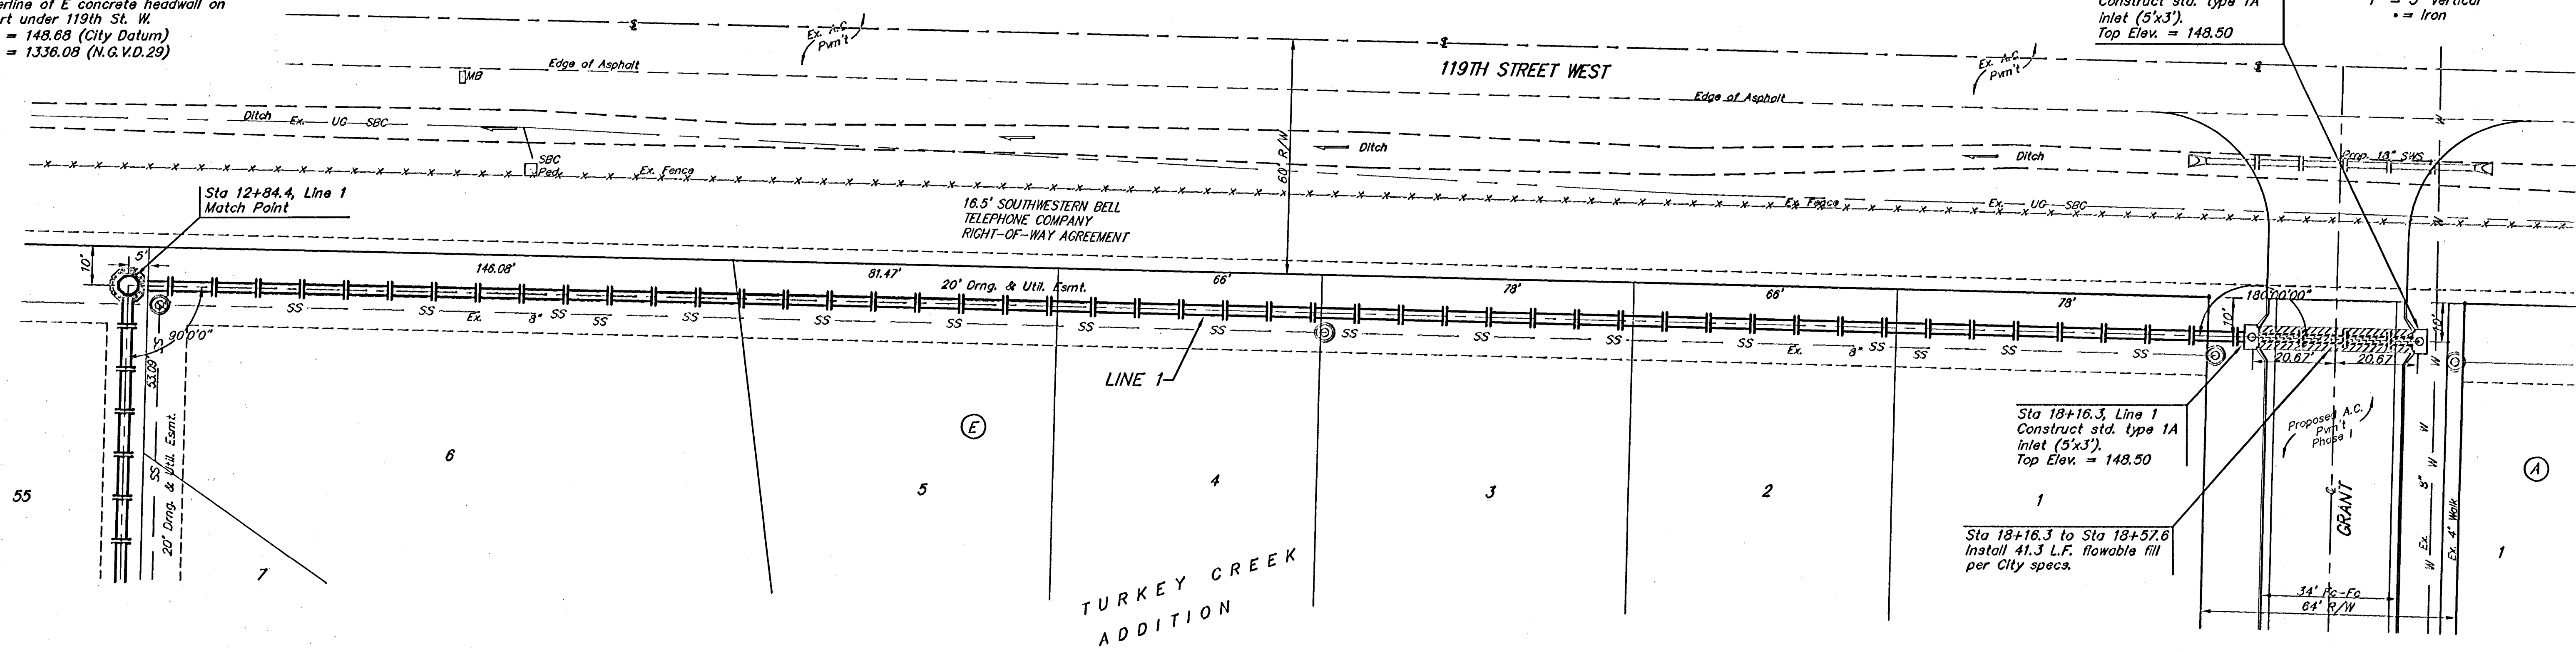 erline of E concrete headwall on
rt under 119th St. W.
= 148.68 (City Datum)
= 1336.08 (N.G.V.D.29)
Construct std. type 1A
inlet (5'x3').
Top Elev. = 148.50
1" = 5' Vertical
• = Iron
℄
Ex. A.C.
Pvm't
℄
Ex. A.C.
Pvm't
℄
MB
Edge of Asphalt
119TH STREET WEST
Edge of Asphalt
Ditch
Ex. UG SBC
60' R/W
Ditch
Ditch
Prop. 18" SWS
W
SBC
Ped.
Ex. Fence
Ex. Fence
Ex. UG SBC
W
Sta 12+84.4, Line 1
Match Point
16.5' SOUTHWESTERN BELL
TELEPHONE COMPANY
RIGHT-OF-WAY AGREEMENT
10'
5'
146.08'
81.47'
20' Drng. & Util. Esmt.
66'
78'
66'
78'
180°00'00"
10'
10'
SS Ex. 8" SS SS SS SS SS SS SS SS SS SS SS Ex. 8" SS SS SS SS
90°0'0"
53.09
SS
SS
20' Drng. & Util. Esmt.
20.67'
20.67'
LINE 1
Sta 18+16.3, Line 1
Construct std. type 1A
inlet (5'x3').
Top Elev. = 148.50
Proposed A.C.
Pvm't
Phase I
E
A
55
7
6
5
4
3
2
1
1
℄
GRANT
W Ex. 8" W W W
Ex. 4' Walk
Sta 18+16.3 to Sta 18+57.6
Install 41.3 L.F. flowable fill
per City specs.
TURKEY CREEK
ADDITION
34' Fc-Fc
64' R/W